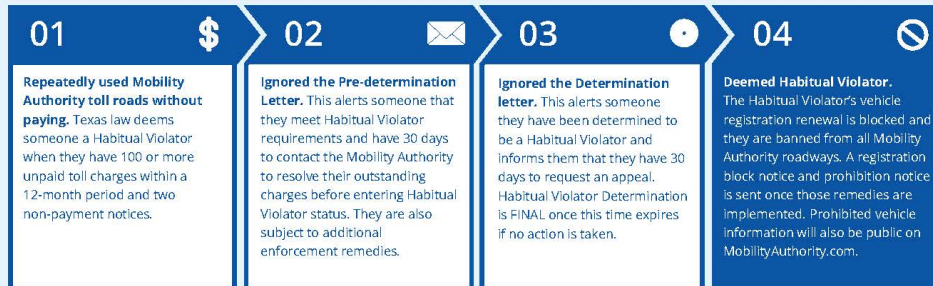 01
Repeatedly used Mobility
Authority toll roads without
paying. Texas law deems
someone a Habitual Violator
when they have 100 or more
unpaid toll charges within a
12-month period and two
non-payment notices.
02
Ignored the Pre-determination
Letter. This alerts someone that
they meet Habitual Violator
requirements and have 30 days
to contact the Mobility Authority
to resolve their outstanding
charges before entering Habitual
Violator status. They are also
subject to additional
enforcement remedies.
03
Ignored the Determination
letter. This alerts someone
they have been determined to
be a Habitual Violator and
informs them that they have 30
days to request an appeal.
Habitual Violator Determination
is FINAL once this time expires
if no action is taken.
04
Deemed Habitual Violator.
The Habitual Violator's vehicle
registration renewal is blocked and
they are banned from all Mobility
Authority roadways. A registration
block notice and prohibition notice
is sent once those remedies are
implemented. Prohibited vehicle
information will also be public on
MobilityAuthority.com.